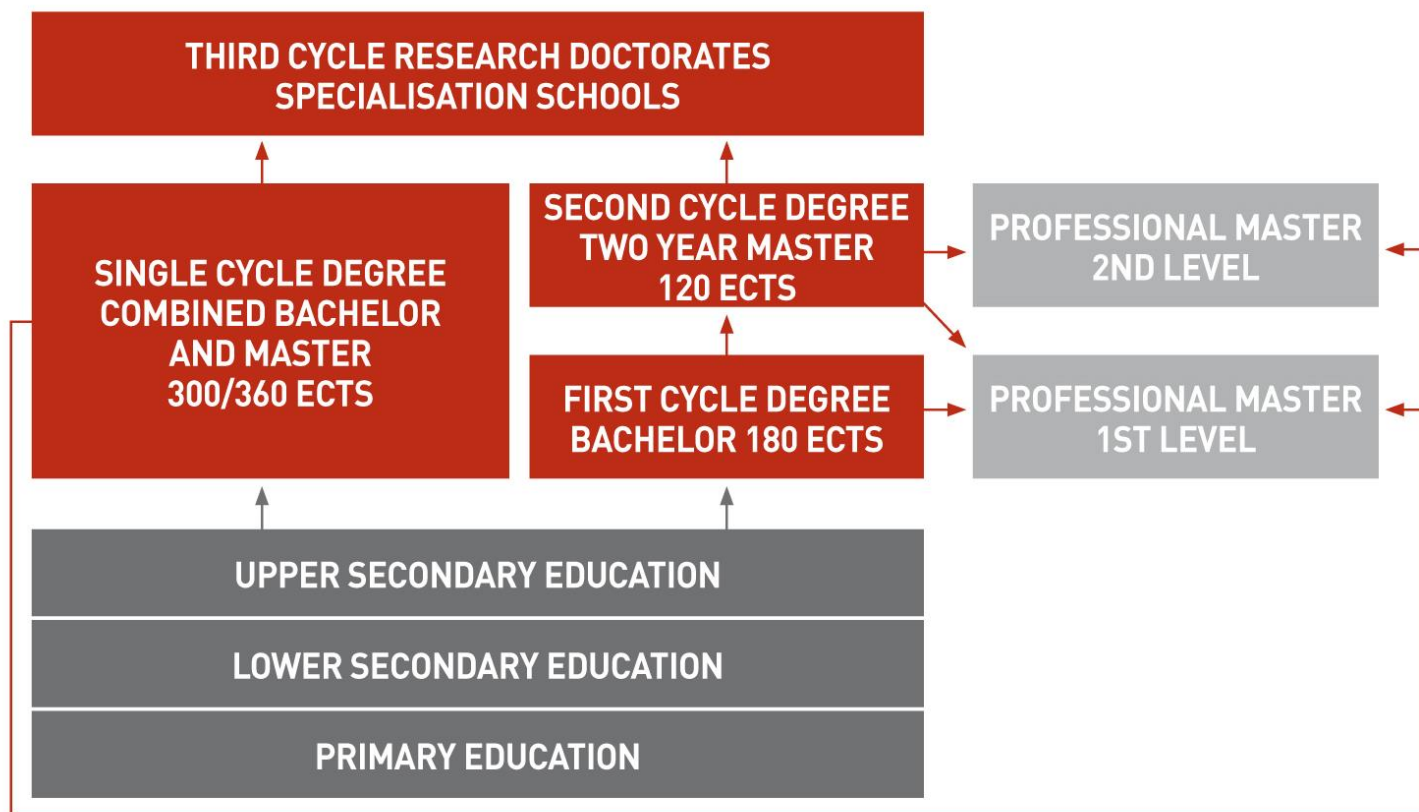 THIRD CYCLE RESEARCH DOCTORATES
SPECIALISATION SCHOOLS
SINGLE CYCLE DEGREE
COMBINED BACHELOR
AND MASTER
300/360 ECTS
SECOND CYCLE DEGREE
TWO YEAR MASTER
120 ECTS
PROFESSIONAL MASTER
2ND LEVEL
FIRST CYCLE DEGREE
BACHELOR 180 ECTS
PROFESSIONAL MASTER
1ST LEVEL
UPPER SECONDARY EDUCATION
LOWER SECONDARY EDUCATION
PRIMARY EDUCATION